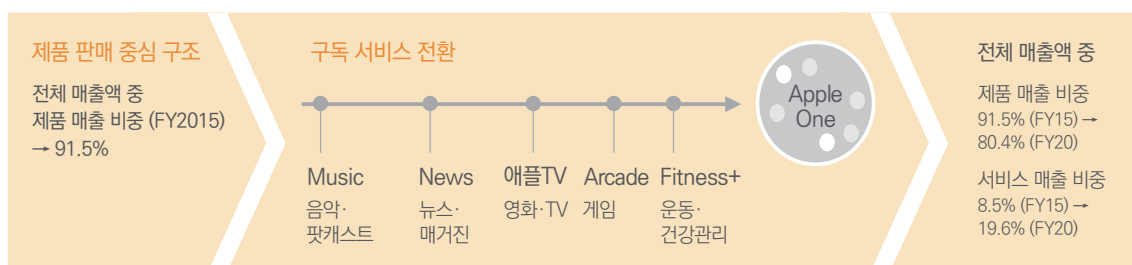 제품 판매 중심 구조
전체 매출액 중
제품 매출 비중 (FY2015)
→ 91.5%
구독 서비스 전환
Music
음악·
팟캐스트
News
뉴스·
매거진
애플TV
영화·TV
Arcade
게임
Fitness+
운동·
건강관리
Apple
One
전체 매출액 중
제품 매출 비중
91.5% (FY15) →
80.4% (FY20)
서비스 매출 비중
8.5% (FY15) →
19.6% (FY20)